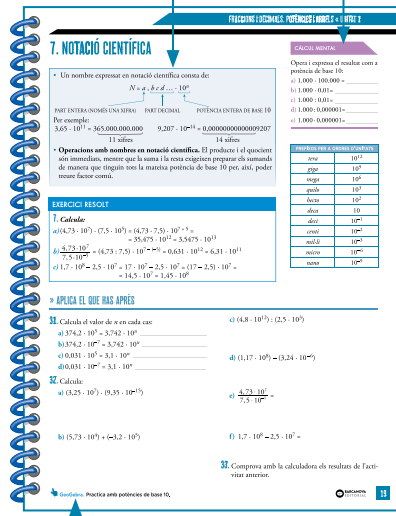 FRACCIONS I DECIMALS. POTÈNCIES I ARRELS • UNITAT 2
7. NOTACIÓ CIENTÍFICA
• Un nombre expressat en notació científica consta de:
N = a , b c d … · 10ⁿ
PART ENTERA (NOMÉS UNA XIFRA) PART DECIMAL POTÈNCIA ENTERA DE BASE 10
Per exemple:
3,65 · 10¹¹ = 365.000.000.000 9,207 · 10⁻¹⁴ = 0,00000000000009207
11 xifres 14 xifres
• Operacions amb nombres en notació científica. El producte i el quocient
són immediats, mentre que la suma i la resta exigeixen preparar els sumands
de manera que tinguin tots la mateixa potència de base 10 per, així, poder
treure factor comú.
EXERCICI RESOLT
7. Calcula:
a) (4,73 · 10⁷) · (7,5 · 10⁵) = (4,73 · 7,5) · 10⁷ ⁺ ⁵ =
= 35,475 · 10¹² = 3,5475 · 10¹³
b) 4,73 · 10⁷ / 7,5 · 10⁻⁵ = (4,73 : 7,5) · 10⁷ ⁻ ⁽⁻⁵⁾ = 0,631 · 10¹² = 6,31 · 10¹¹
c) 1,7 · 10⁸ – 2,5 · 10⁷ = 17 · 10⁷ – 2,5 · 10⁷ = (17 – 2,5) · 10⁷ =
= 14,5 · 10⁷ = 1,45 · 10⁸
CÀLCUL MENTAL
Opera i expressa el resultat com a
potència de base 10:
a) 1.000 · 100.000 =
b) 1.000 · 0,01=
c) 1.000 : 0,01=
d) 1.000 : 0,000001=
e) 1.000 · 0,000001=
PREFIXOS PER A ORDRES D'UNITATS
tera 10¹²
giga 10⁹
mega 10⁶
quilo 10³
hecto 10²
deca 10
deci 10⁻¹
centi 10⁻²
mil·li 10⁻³
micro 10⁻⁶
nano 10⁻⁹
» APLICA EL QUE HAS APRÈS
31. Calcula el valor de n en cada cas:
a) 374,2 · 10⁵ = 3,742 · 10ⁿ
b) 374,2 · 10⁻⁷ = 3,742 · 10ⁿ
c) 0,031 · 10⁵ = 3,1 · 10ⁿ
d) 0,031 · 10⁻⁷ = 3,1 · 10ⁿ
32. Calcula:
a) (3,25 · 10⁷) · (9,35 · 10⁻¹⁵)
b) (5,73 · 10⁴) + (–3,2 · 10⁵)
c) (4,8 · 10¹²) : (2,5 · 10³)
d) (1,17 · 10⁸) – (3,24 · 10⁻⁶)
e) 4,73 · 10⁷ / 7,5 · 10⁻⁵ =
f) 1,7 · 10⁸ – 2,5 · 10⁷ =
33. Comprova amb la calculadora els resultats de l'acti-
vitat anterior.
GeoGebra. Practica amb potències de base 10.
BARCANOVA
EDITORIAL
19